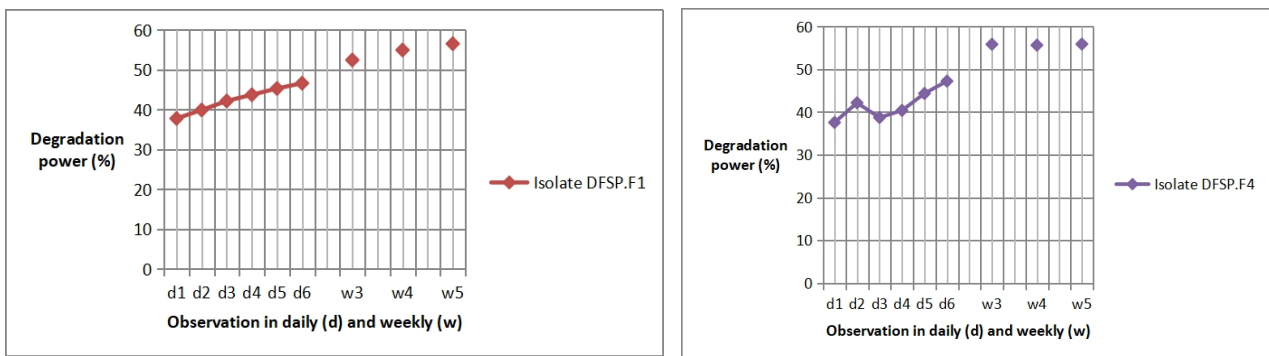 60
50
40
30
20
10
0
Degradation
power (%)
d1 d2 d3 d4 d5 d6 w3 w4 w5
Observation in daily (d) and weekly (w)
Isolate DFSP.F1
60
50
40
30
20
10
0
Degradation
power (%)
d1 d2 d3 d4 d5 d6 w3 w4 w5
Observation in daily (d) and weekly (w)
Isolate DFSP.F4